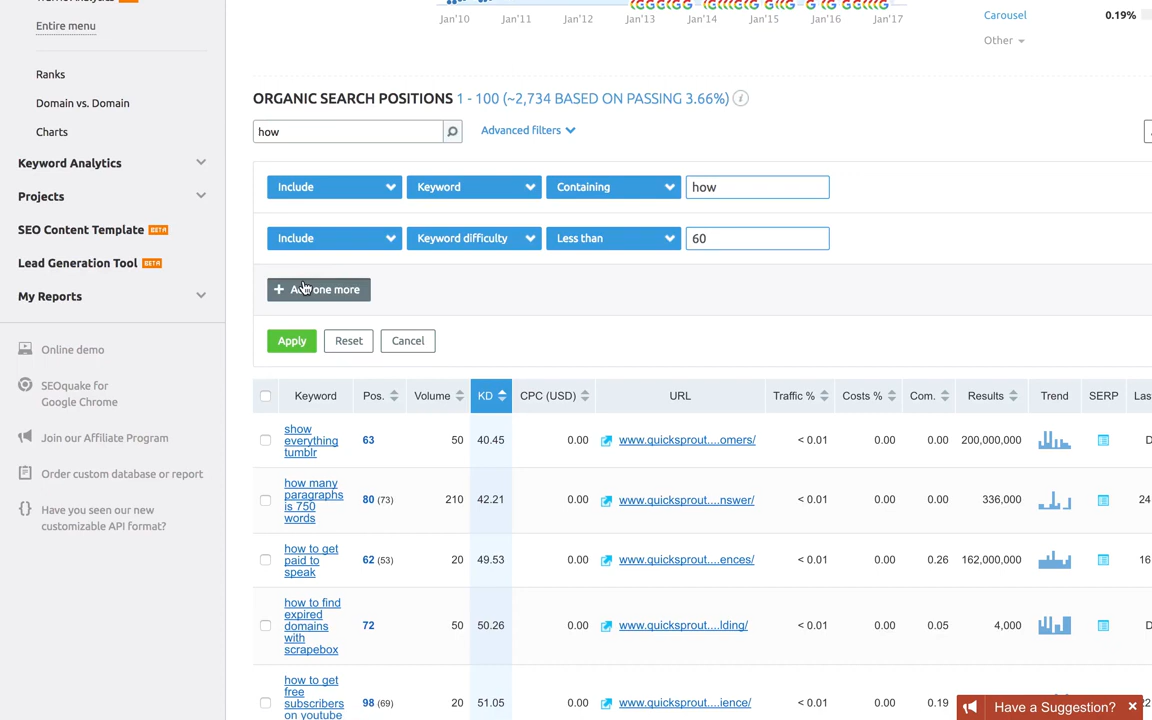 Entire menu
Ranks
Domain vs. Domain
Charts
Keyword Analytics
Projects
SEO Content Template BETA
Lead Generation Tool BETA
My Reports
Online demo
SEOquake for
Google Chrome
Join our Affiliate Program
Order custom database or report
Have you seen our new
customizable API format?
Jan'10 Jan'11 Jan'12 Jan'13 Jan'14 Jan'15 Jan'16 Jan'17
Carousel 0.19%
Other
ORGANIC SEARCH POSITIONS 1 - 100 (~2,734 BASED ON PASSING 3.66%) i
how Advanced filters
Include Keyword Containing how
Include Keyword difficulty Less than 60
+ one more
Apply Reset Cancel
Keyword Pos. Volume KD CPC (USD) URL Traffic % Costs % Com. Results Trend SERP Las
show
everything
tumblr
63 50 40.45 0.00 www.quicksprout....omers/ < 0.01 0.00 0.00 200,000,000 D
how many
paragraphs
is 750
words
80 (73) 210 42.21 0.00 www.quicksprout....nswer/ < 0.01 0.00 0.00 336,000 24
how to get
paid to
speak
62 (53) 20 49.53 0.00 www.quicksprout....ences/ < 0.01 0.00 0.26 162,000,000 16
how to find
expired
domains
with
scrapebox
72 50 50.26 0.00 www.quicksprout....lding/ < 0.01 0.00 0.05 4,000 D
how to get
free
subscribers
on youtube
98 (69) 20 51.05 0.00 www.quicksprout....ience/ < 0.01 0.00 0.19
Have a Suggestion? ×